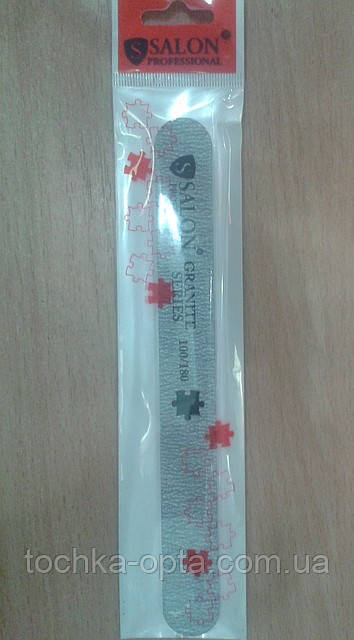 S SALON
PROFESSIONAL
S SALON
GRANITE
SERIES
100/180
tochka-opta.com.ua